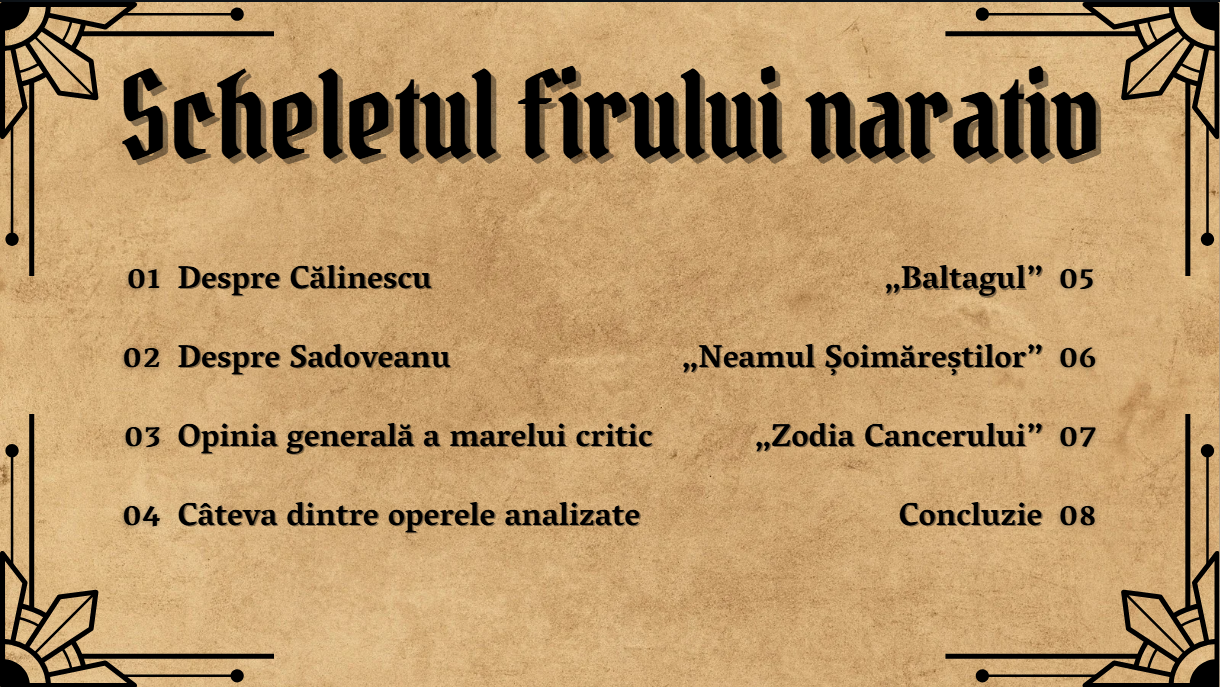 Scheletul firului narativ
01 Despre Călinescu
02 Despre Sadoveanu
03 Opinia generală a marelui critic
04 Câteva dintre operele analizate
„Baltagul” 05
„Neamul Șoimăreștilor” 06
„Zodia Cancerului” 07
Concluzie 08